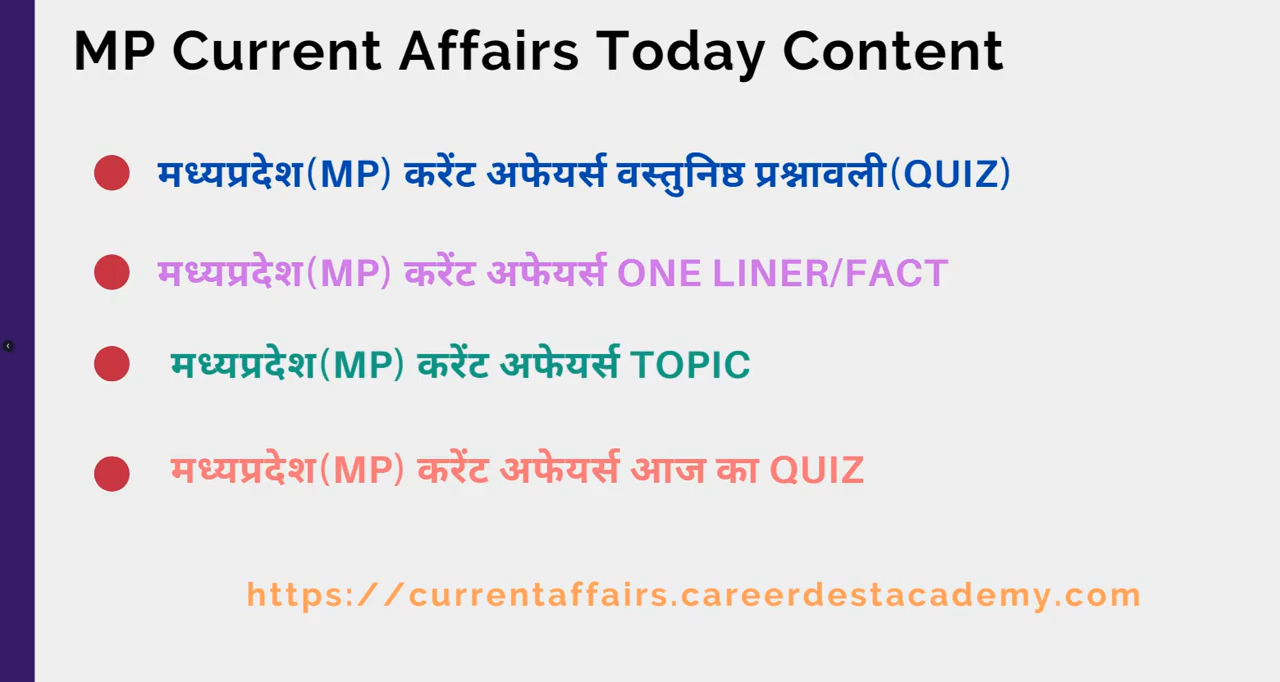 MP Current Affairs Today Content
मध्यप्रदेश(MP) करेंट अफेयर्स वस्तुनिष्ठ प्रश्नावली(QUIZ)
मध्यप्रदेश(MP) करेंट अफेयर्स ONE LINER/FACT
मध्यप्रदेश(MP) करेंट अफेयर्स TOPIC
मध्यप्रदेश(MP) करेंट अफेयर्स आज का QUIZ
https://currentaffairs.careerdestacademy.com